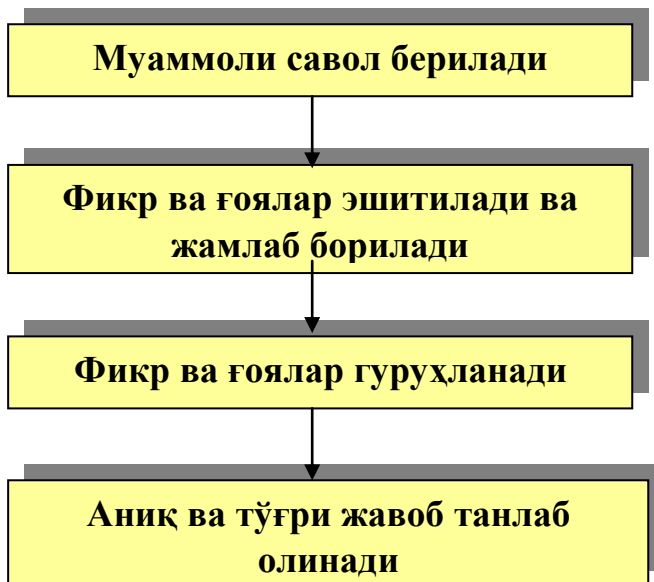 Муаммоли савол берилади
Фикр ва ғоялар эшитилади ва
жамлаб борилади
Фикр ва ғоялар гуруҳланади
Аниқ ва тўғри жавоб танлаб
олинади